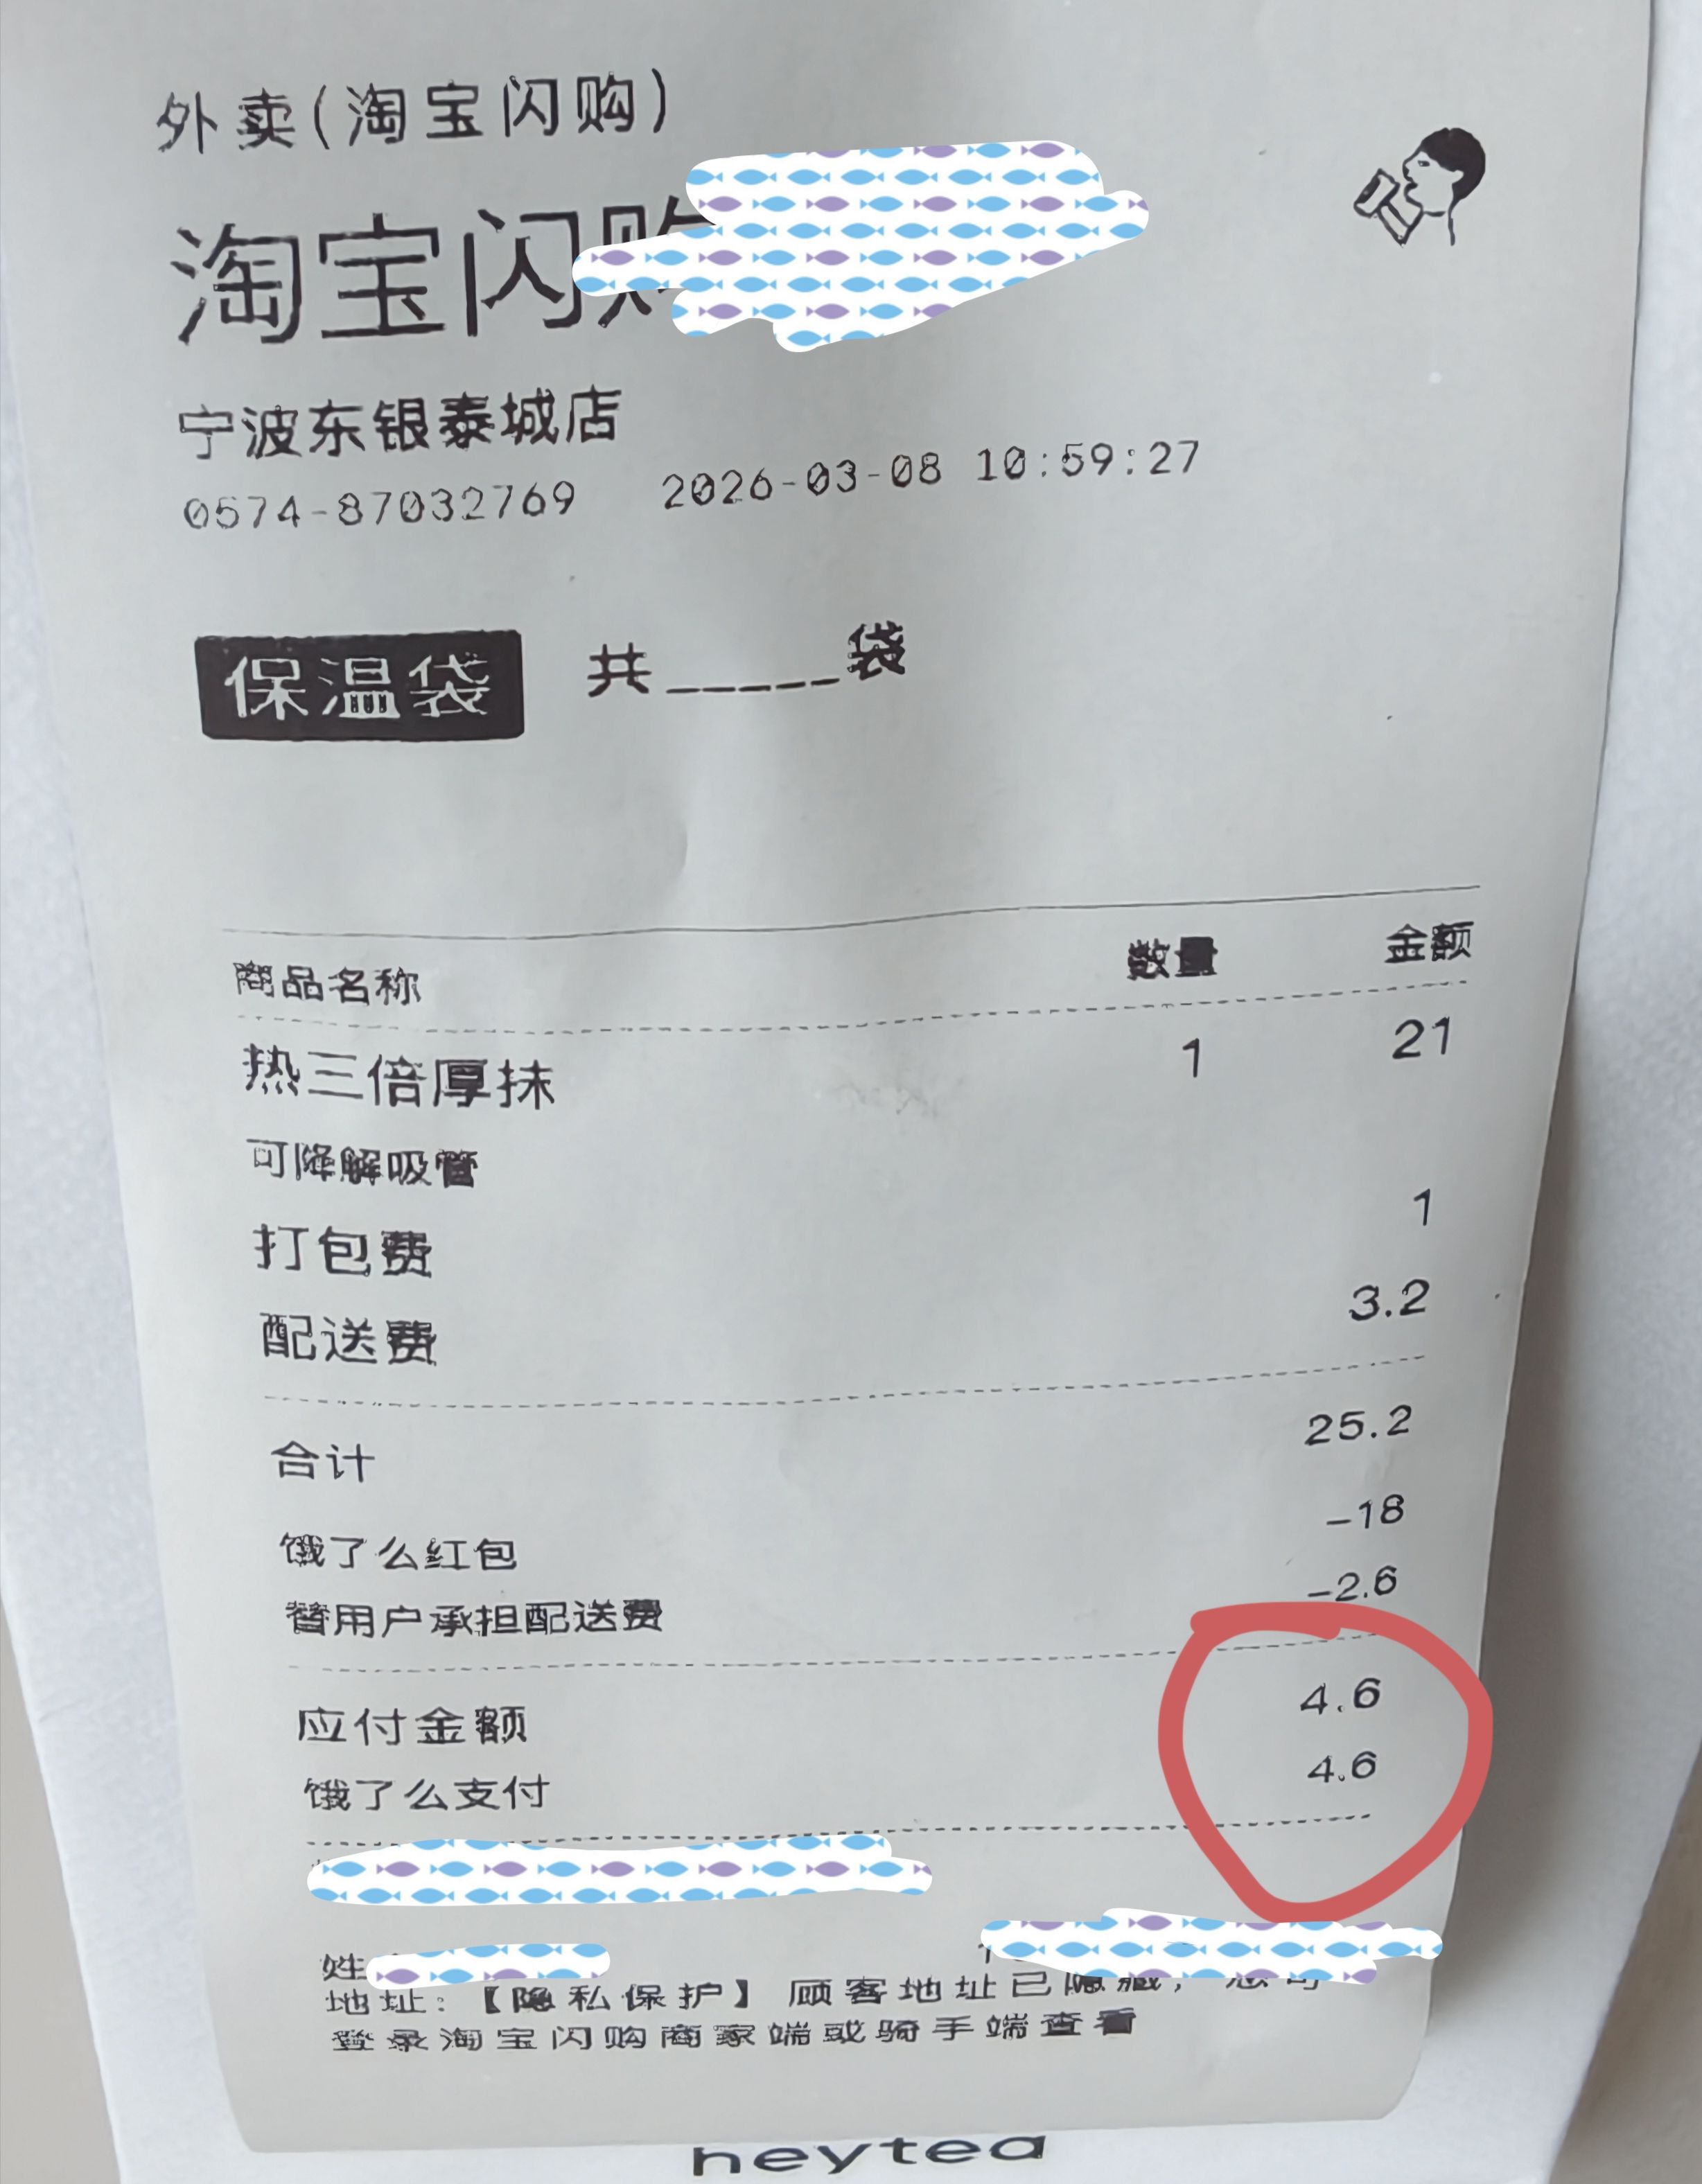 外卖(淘宝闪购)
淘宝闪购
宁波东银泰城店
0574-87032769 2026-03-08 10:59:27
保温袋 共_____袋
商品名称 数量 金额
热三倍厚抹 1 21
可降解吸管
打包费 1
配送费 3.2
合计 25.2
饿了么红包 -18
替用户承担配送费 -2.6
应付金额 4.6
饿了么支付 4.6
姓
地址:【隐私保护】顾客地址已隐藏,您可
登录淘宝闪购商家端或骑手端查看
heytea